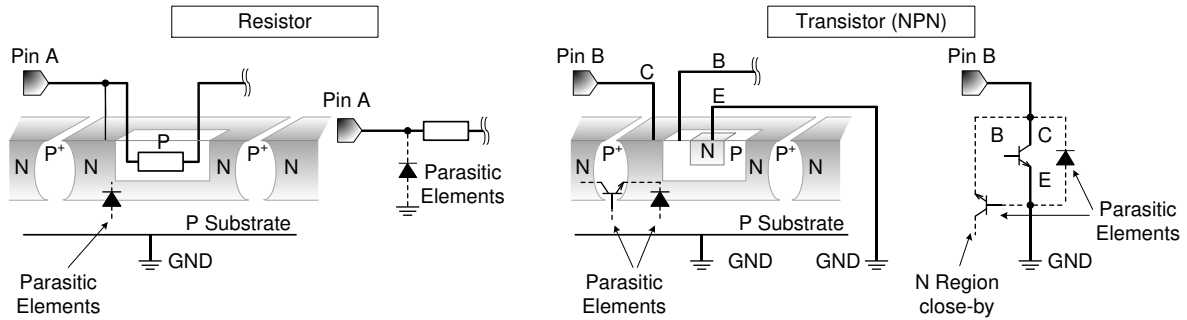 Resistor
Transistor (NPN)
Pin A
Pin A
P
N
P+
N
N
P+
N
Parasitic
Elements
P Substrate
GND
Parasitic
Elements
Pin B
C
B
E
N
P+
N
N
P
P+
N
P Substrate
GND
GND
Parasitic
Elements
Pin B
B
C
E
Parasitic
Elements
GND
N Region
close-by